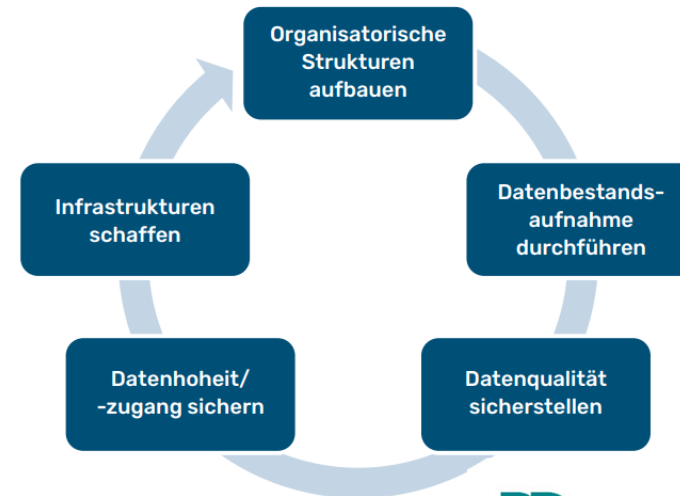 Organisatorische
Strukturen
aufbauen
Datenbestands-
aufnahme
durchführen
Datenqualität
sicherstellen
Datenhoheit/
-zugang sichern
Infrastrukturen
schaffen